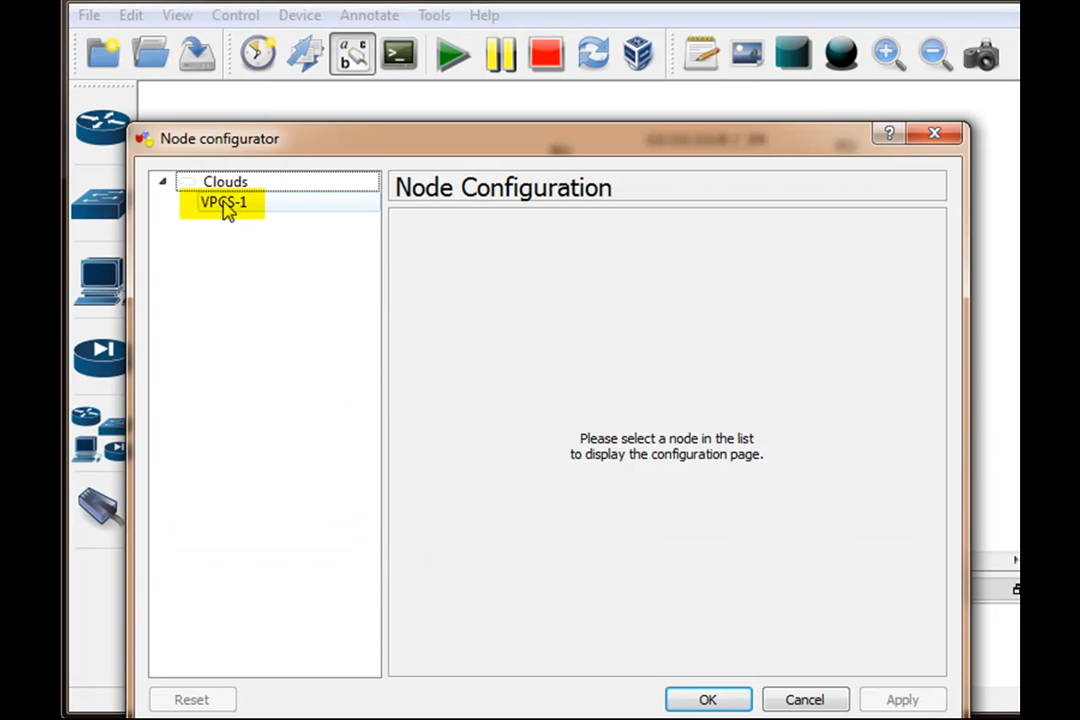 File Edit View Control Device Annotate Tools Help
Node configurator
Clouds
VPCS-1
Node Configuration
Please select a node in the list
to display the configuration page.
Reset OK Cancel Apply